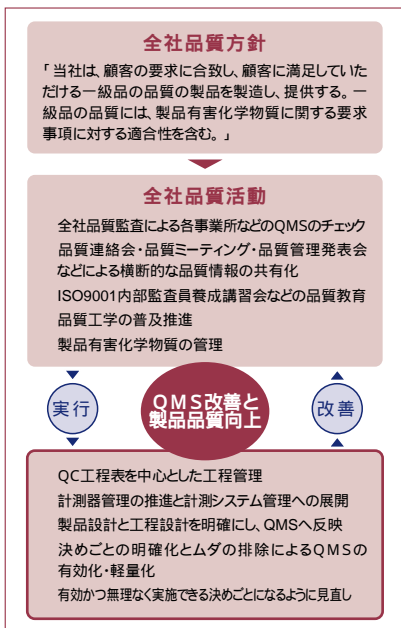 全社品質方針
「当社は、顧客の要求に合致し、顧客に満足していた
だける一級品の品質の製品を製造し、提供する。一
級品の品質には、製品有害化学物質に関する要求
事項に対する適合性を含む。」
全社品質活動
全社品質監査による各事業所などのQMSのチェック
品質連絡会・品質ミーティング・品質管理発表会
などによる横断的な品質情報の共有化
ISO9001内部監査員養成講習会などの品質教育
品質工学の普及推進
製品有害化学物質の管理
実行
QMS改善と
製品品質向上
改善
QC工程表を中心とした工程管理
計測器管理の推進と計測システム管理への展開
製品設計と工程設計を明確にし、QMSへ反映
決めごとの明確化とムダの排除によるQMSの
有効化・軽量化
有効かつ無理なく実施できる決めごとになるように見直し